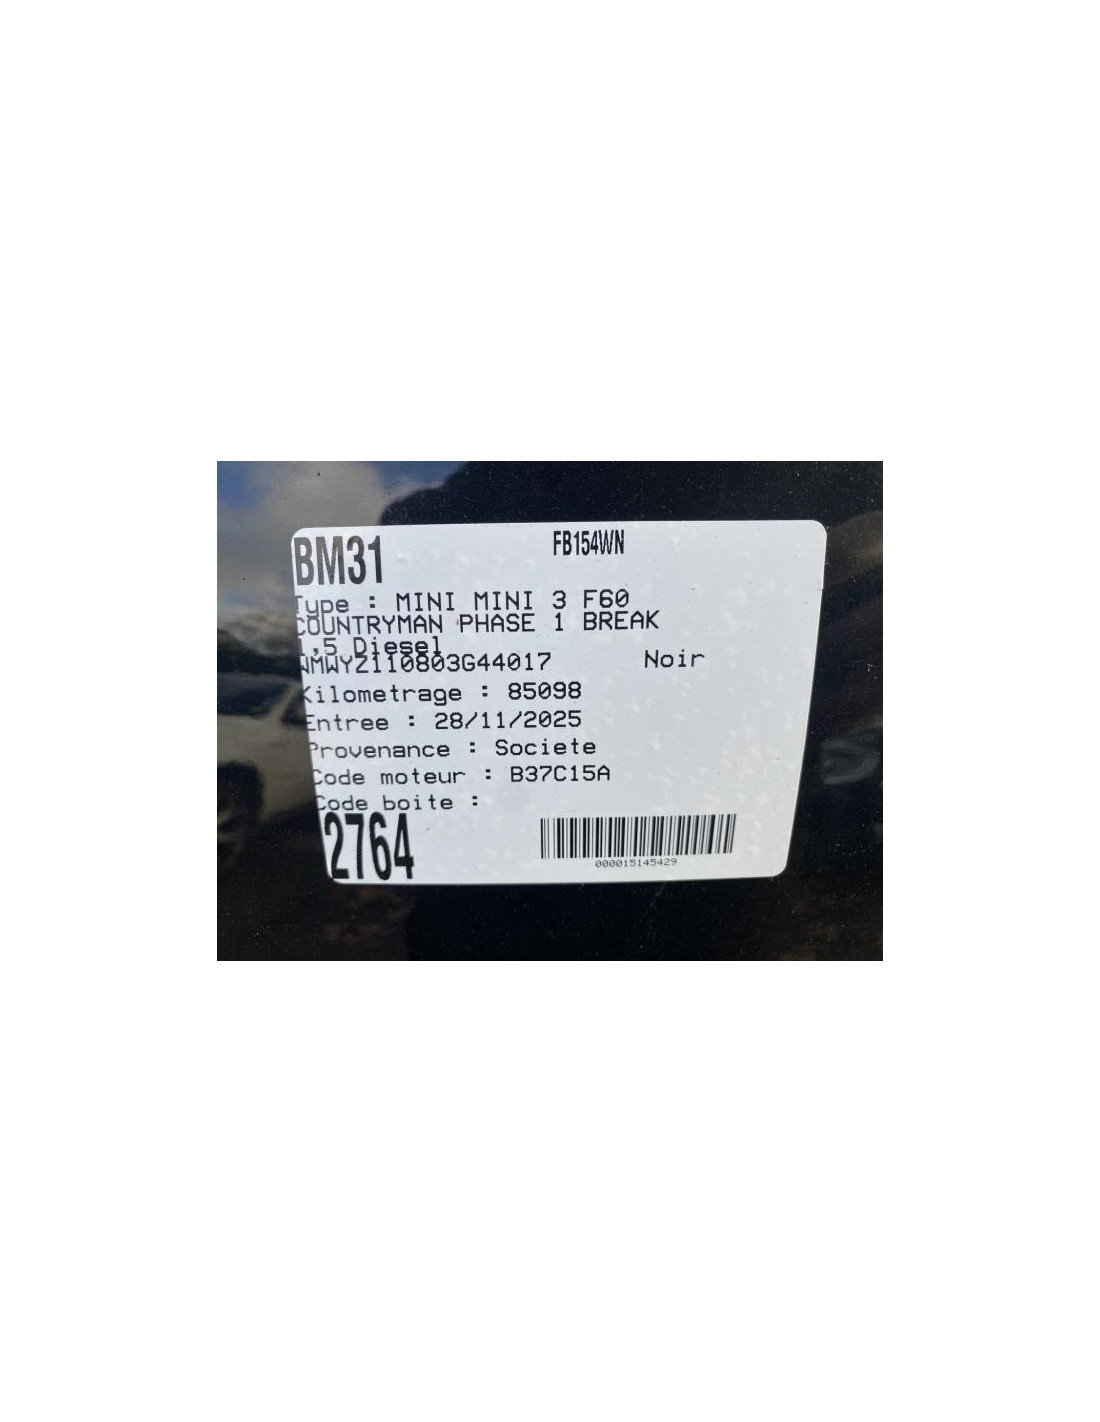 BM31
FB154WN
Type : MINI MINI 3 F60
COUNTRYMAN PHASE 1 BREAK
1,5 Diesel
WMWYZ110803G44017
Noir
Kilometrage : 85098
Entree : 28/11/2025
Provenance : Societe
Code moteur : B37C15A
Code boite :
2764
000015145429